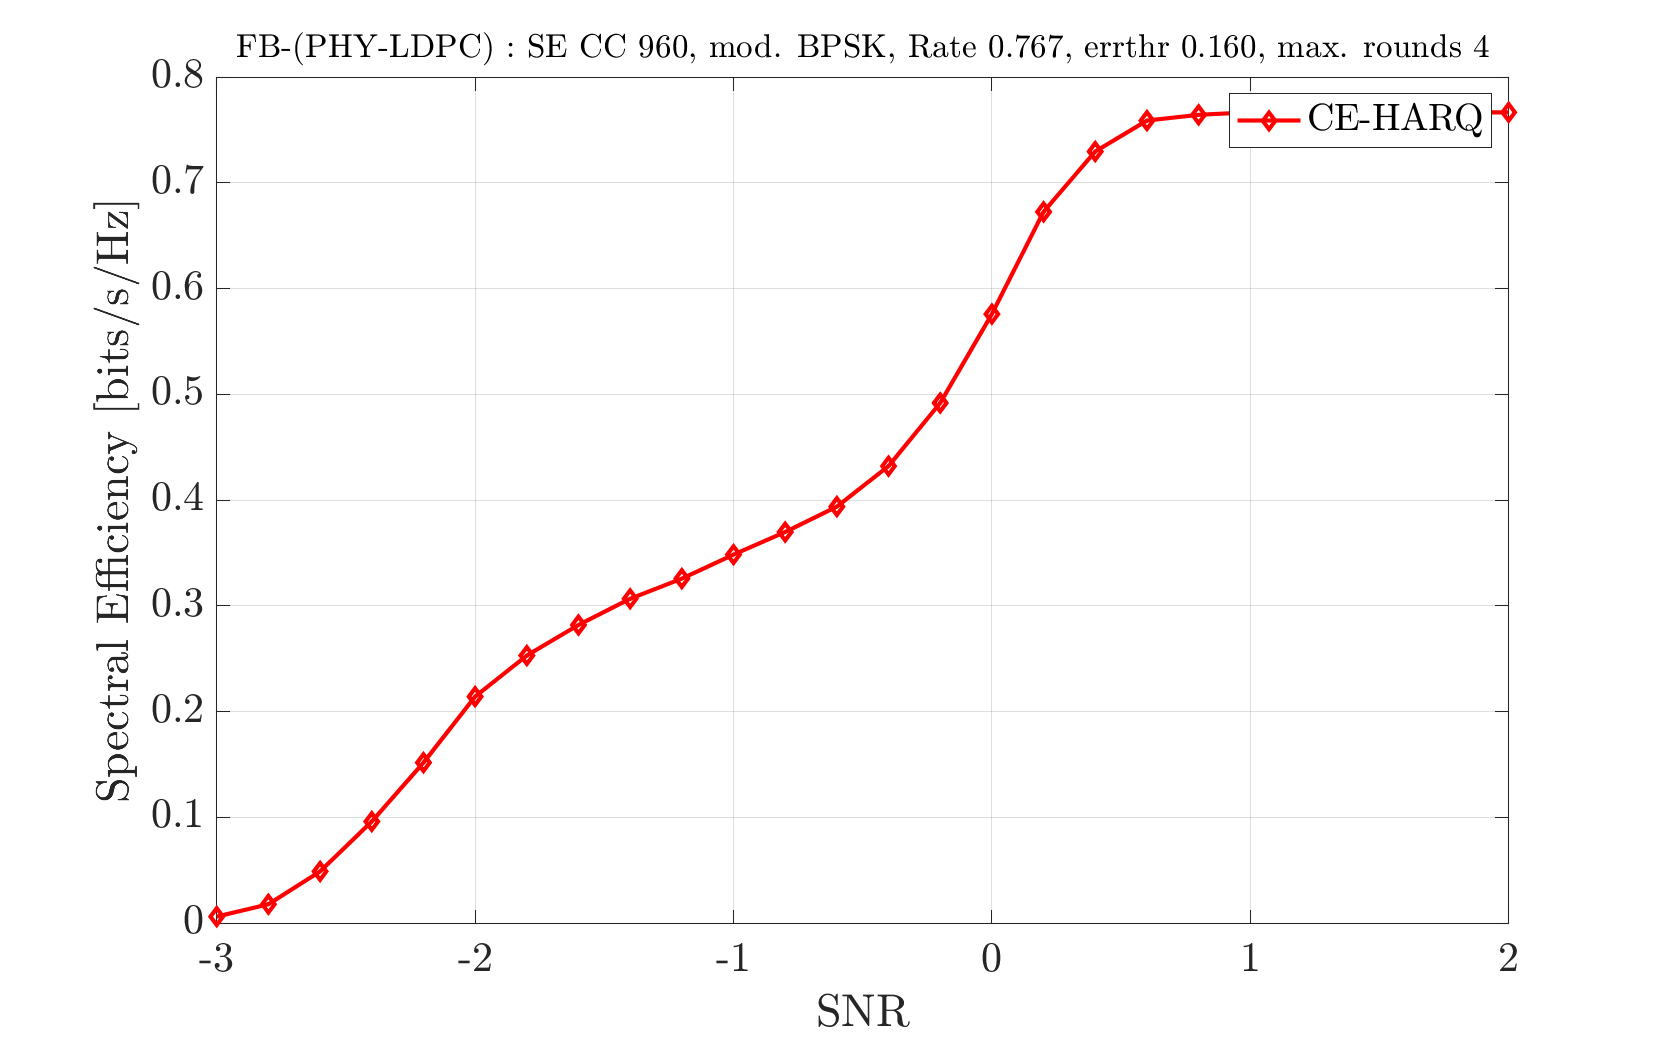 FB-(PHY-LDPC) : SE CC 960, mod. BPSK, Rate 0.767, errthr 0.160, max. rounds 4
CE-HARQ
Spectral Efficiency [bits/s/Hz]
0.8
0.7
0.6
0.5
0.4
0.3
0.2
0.1
0
-3 -2 -1 0 1 2
SNR